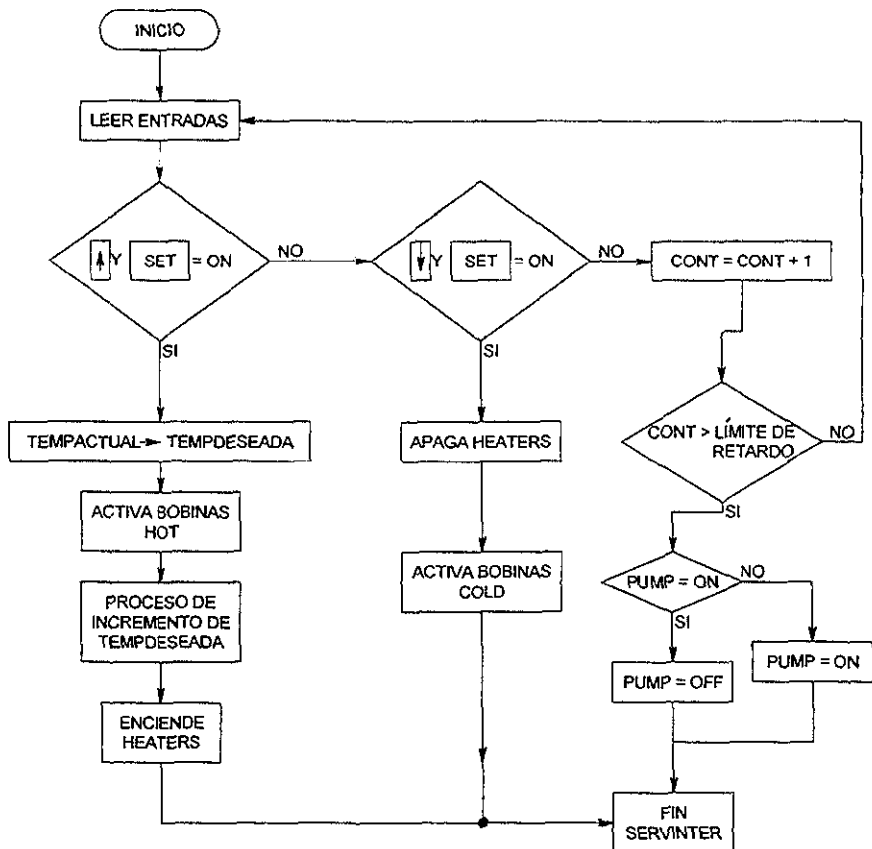 INICIO
LEER ENTRADAS
Y SET = ON
NO
SI
Y SET = ON
NO
SI
CONT = CONT + 1
TEMPACTUAL TEMPDESEADA
APAGA HEATERS
CONT > LÍMITE DE
RETARDO
NO
SI
ACTIVA BOBINAS
HOT
ACTIVA BOBINAS
COLD
PUMP = ON
NO
SI
PROCESO DE
INCREMENTO DE
TEMPDESEADA
PUMP = OFF
PUMP = ON
ENCIENDE
HEATERS
FIN
SERVINTER